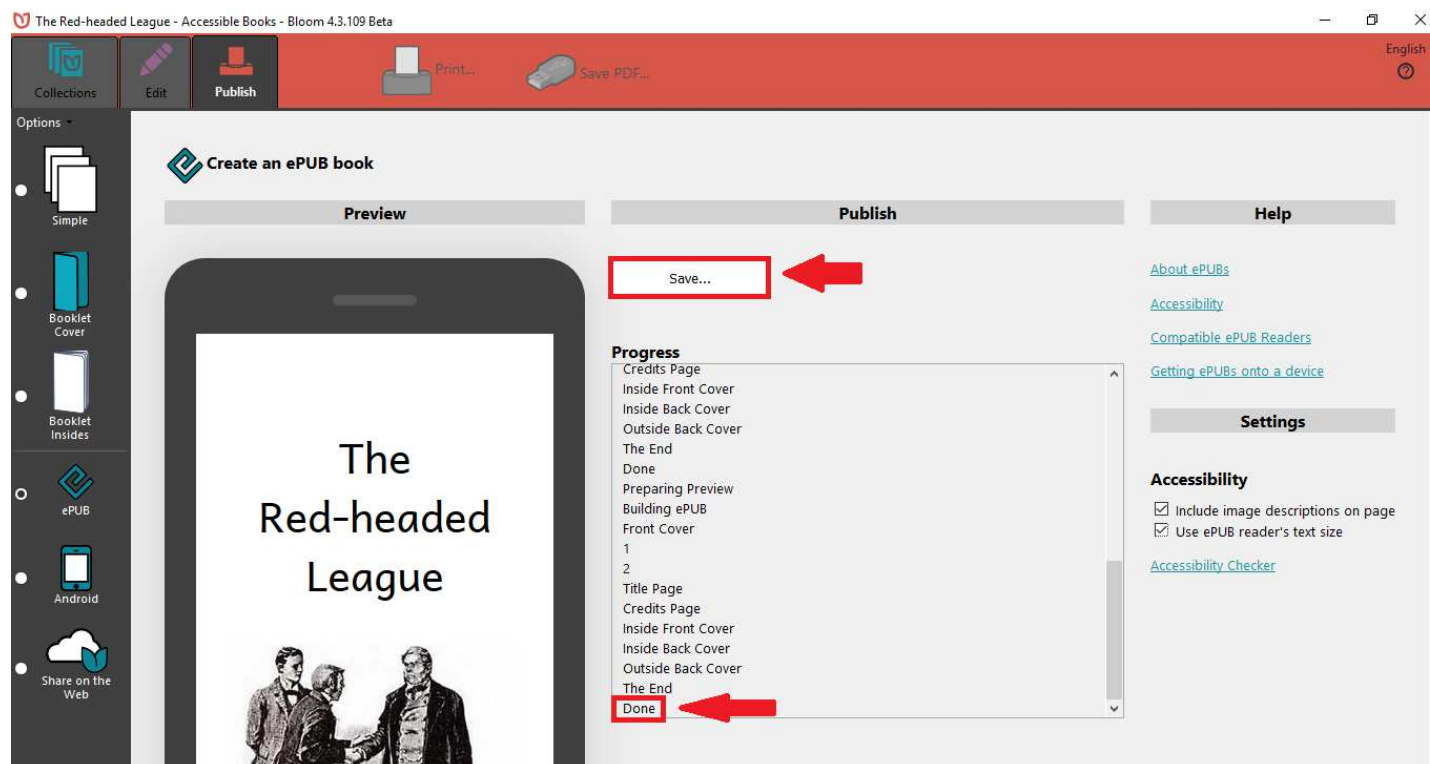 The Red-headed League - Accessible Books - Bloom 4.3.109 Beta
Collections
Edit
Publish
Print...
Save PDF...
English
Options
Simple
Booklet
Cover
Booklet
Insides
ePUB
Android
Share on the
Web
Create an ePUB book
Preview
The
Red-headed
League
Publish
Save...
Progress
Credits Page
Inside Front Cover
Inside Back Cover
Outside Back Cover
The End
Done
Preparing Preview
Building ePUB
Front Cover
1
2
Title Page
Credits Page
Inside Front Cover
Inside Back Cover
Outside Back Cover
The End
Done
Help
About ePUBs
Accessibility
Compatible ePUB Readers
Getting ePUBs onto a device
Settings
Accessibility
Include image descriptions on page
Use ePUB reader's text size
Accessibility Checker